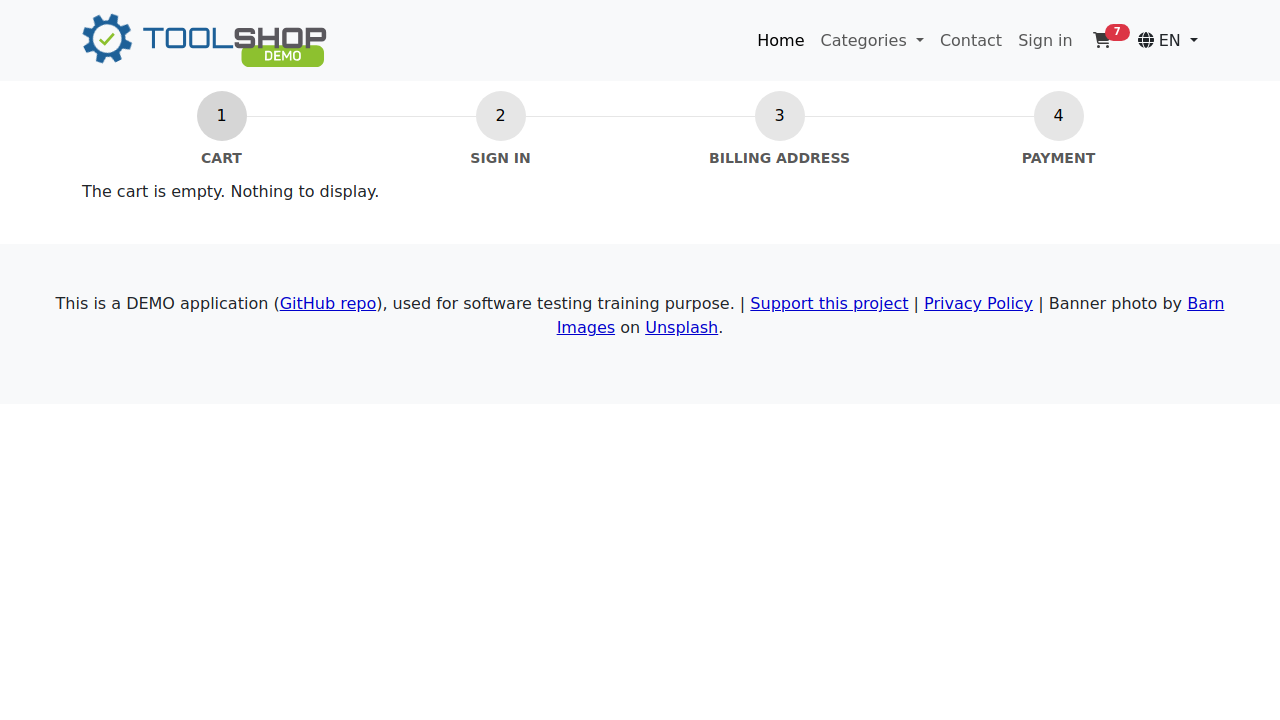 TOOLSHOP
DEMO
Home
Categories
Contact
Sign in
7
EN
1
2
3
4
CART
SIGN IN
BILLING ADDRESS
PAYMENT
The cart is empty. Nothing to display.
This is a DEMO application (GitHub repo), used for software testing training purpose. | Support this project | Privacy Policy | Banner photo by Barn
Images on Unsplash.